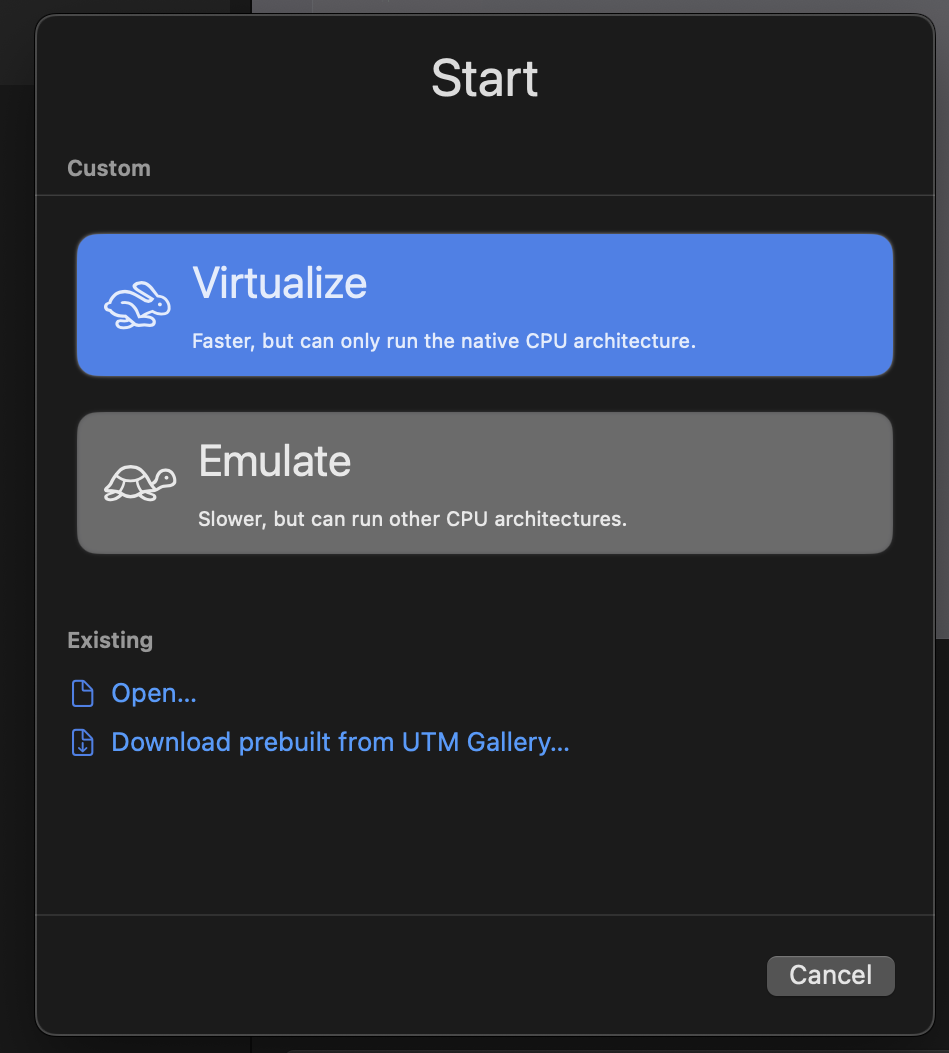 Start
Custom
Virtualize
Faster, but can only run the native CPU architecture.
Emulate
Slower, but can run other CPU architectures.
Existing
Open...
Download prebuilt from UTM Gallery...
Cancel